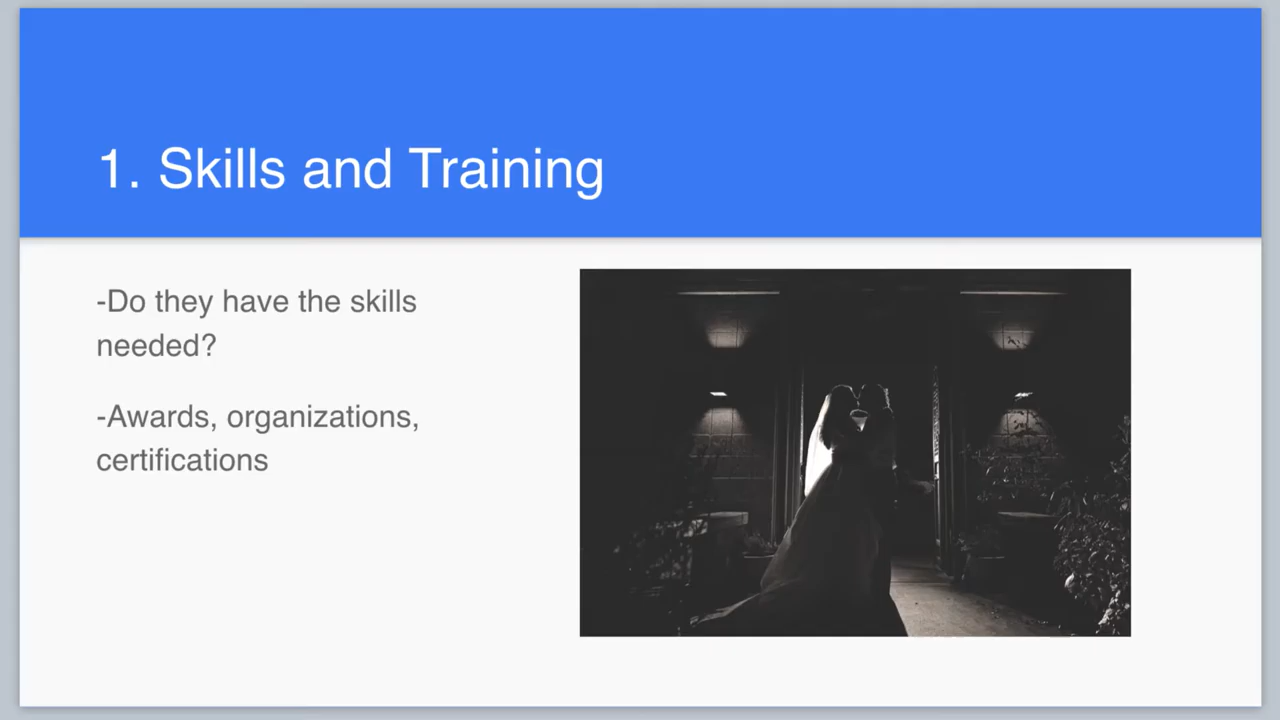 1. Skills and Training
-Do they have the skills
needed?
-Awards, organizations,
certifications